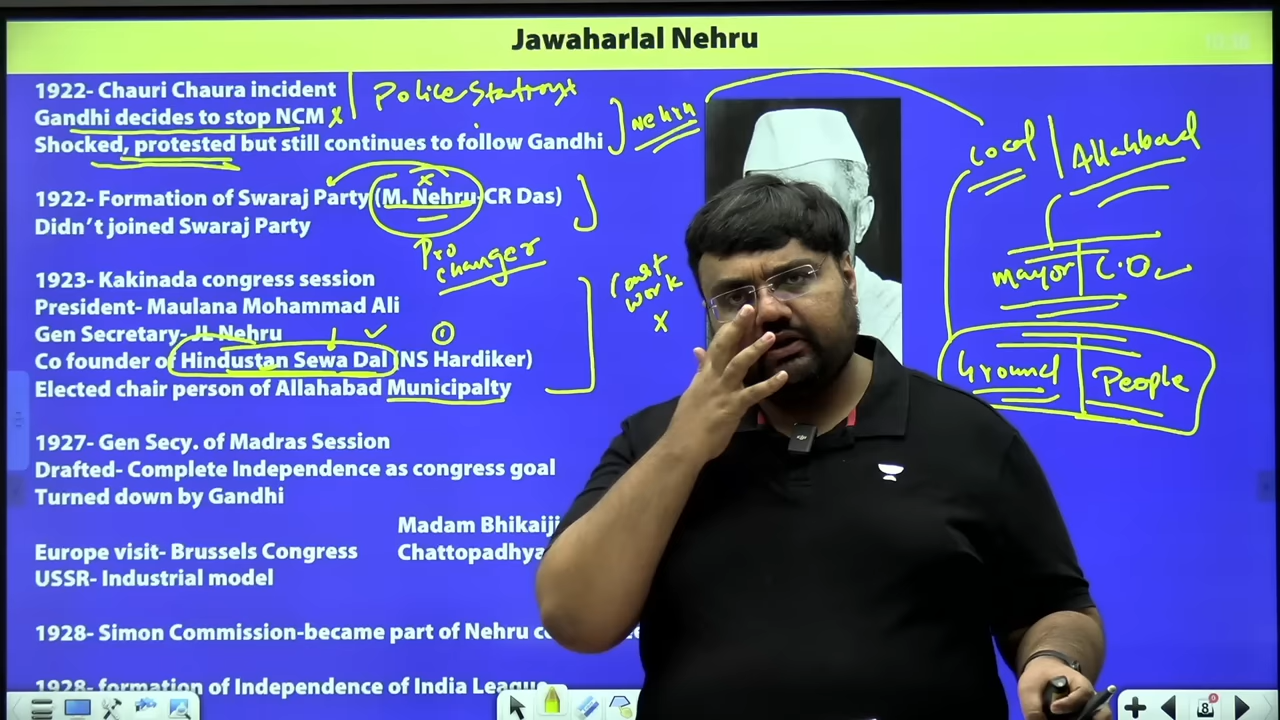 Jawaharlal Nehru
1922- Chauri Chaura incident
Gandhi decides to stop NCM
Shocked, protested but still continues to follow Gandhi
Nehru
1922- Formation of Swaraj Party (M. Nehru-CR Das)
Didn't joined Swaraj Party
Pro
changer
1923- Kakinada congress session
President- Maulana Mohammad Ali
Gen Secretary- JL Nehru
Co founder of Hindustan Sewa Dal (NS Hardiker)
Elected chair person of Allahabad Municipalty
work
1927- Gen Secy. of Madras Session
Drafted- Complete Independence as congress goal
Turned down by Gandhi
Madam Bhikaiji
Europe visit- Brussels Congress
Chattopadhya
USSR- Industrial model
1928- Simon Commission-became part of Nehru
1928- formation of Independence of India League
Local
Allahbad
mayor
C.O
Ground
People
8